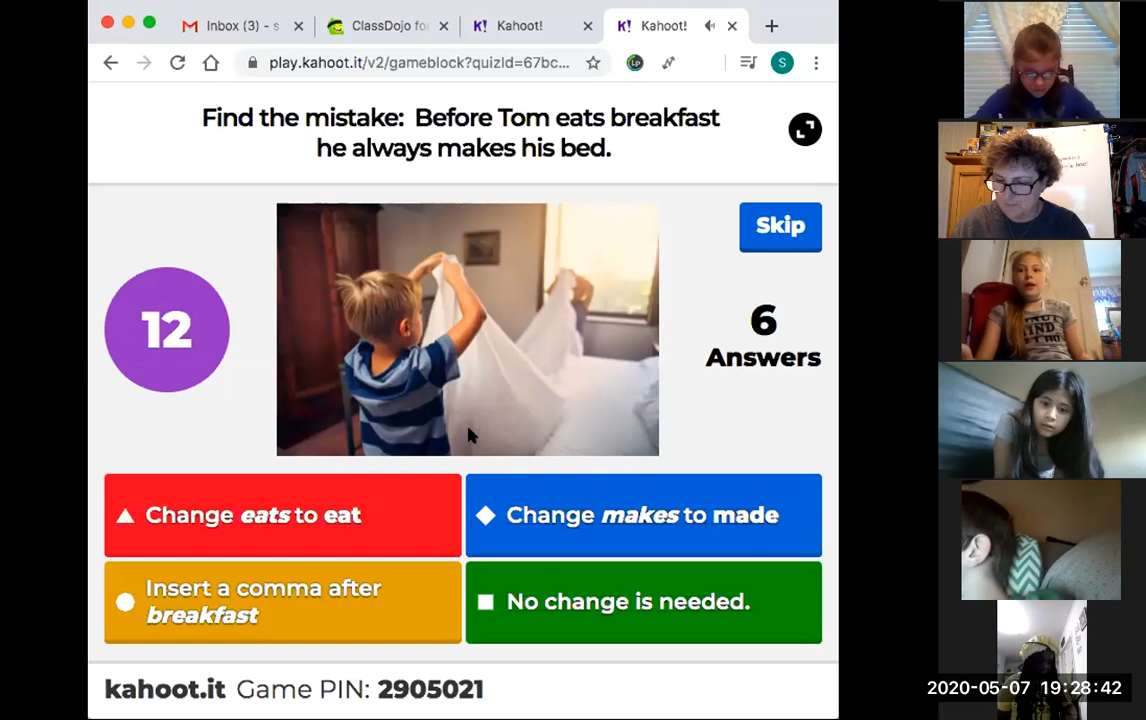 Inbox (3) - s
ClassDojo fo
K! Kahoot!
K! Kahoot!
play.kahoot.it/v2/gameblock?quizId=67bc...
Lp
S
Find the mistake: Before Tom eats breakfast
he always makes his bed.
Skip
12
6
Answers
Change eats to eat
Change makes to made
Insert a comma after
breakfast
No change is needed.
kahoot.it Game PIN: 2905021
2020-05-07 19:28:42